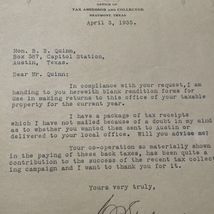 OFFICE OF
TAX ASSESSOR AND COLLECTOR
BEAUMONT, TEXAS
April 3, 1935.
Hon. B. E. Quinn,
Box 387, Capitol Station,
Austin, Texas.
Dear Mr. Quinn:
In compliance with your request, I am
handing to you herewith blank rendition forms for
use in making returns to this office of your taxable
property for the current year.
I have a package of tax receipts
which I have not mailed because of a doubt in my mind
as to whether you wanted them sent to Austin or
delivered to your local office. Will you advise me?
Your co-operation so materially shown
in the paying of these back taxes, has been quite a
contribution to the success of the recent tax collect-
ing campaign and I want to thank you for it.
Yours very truly,